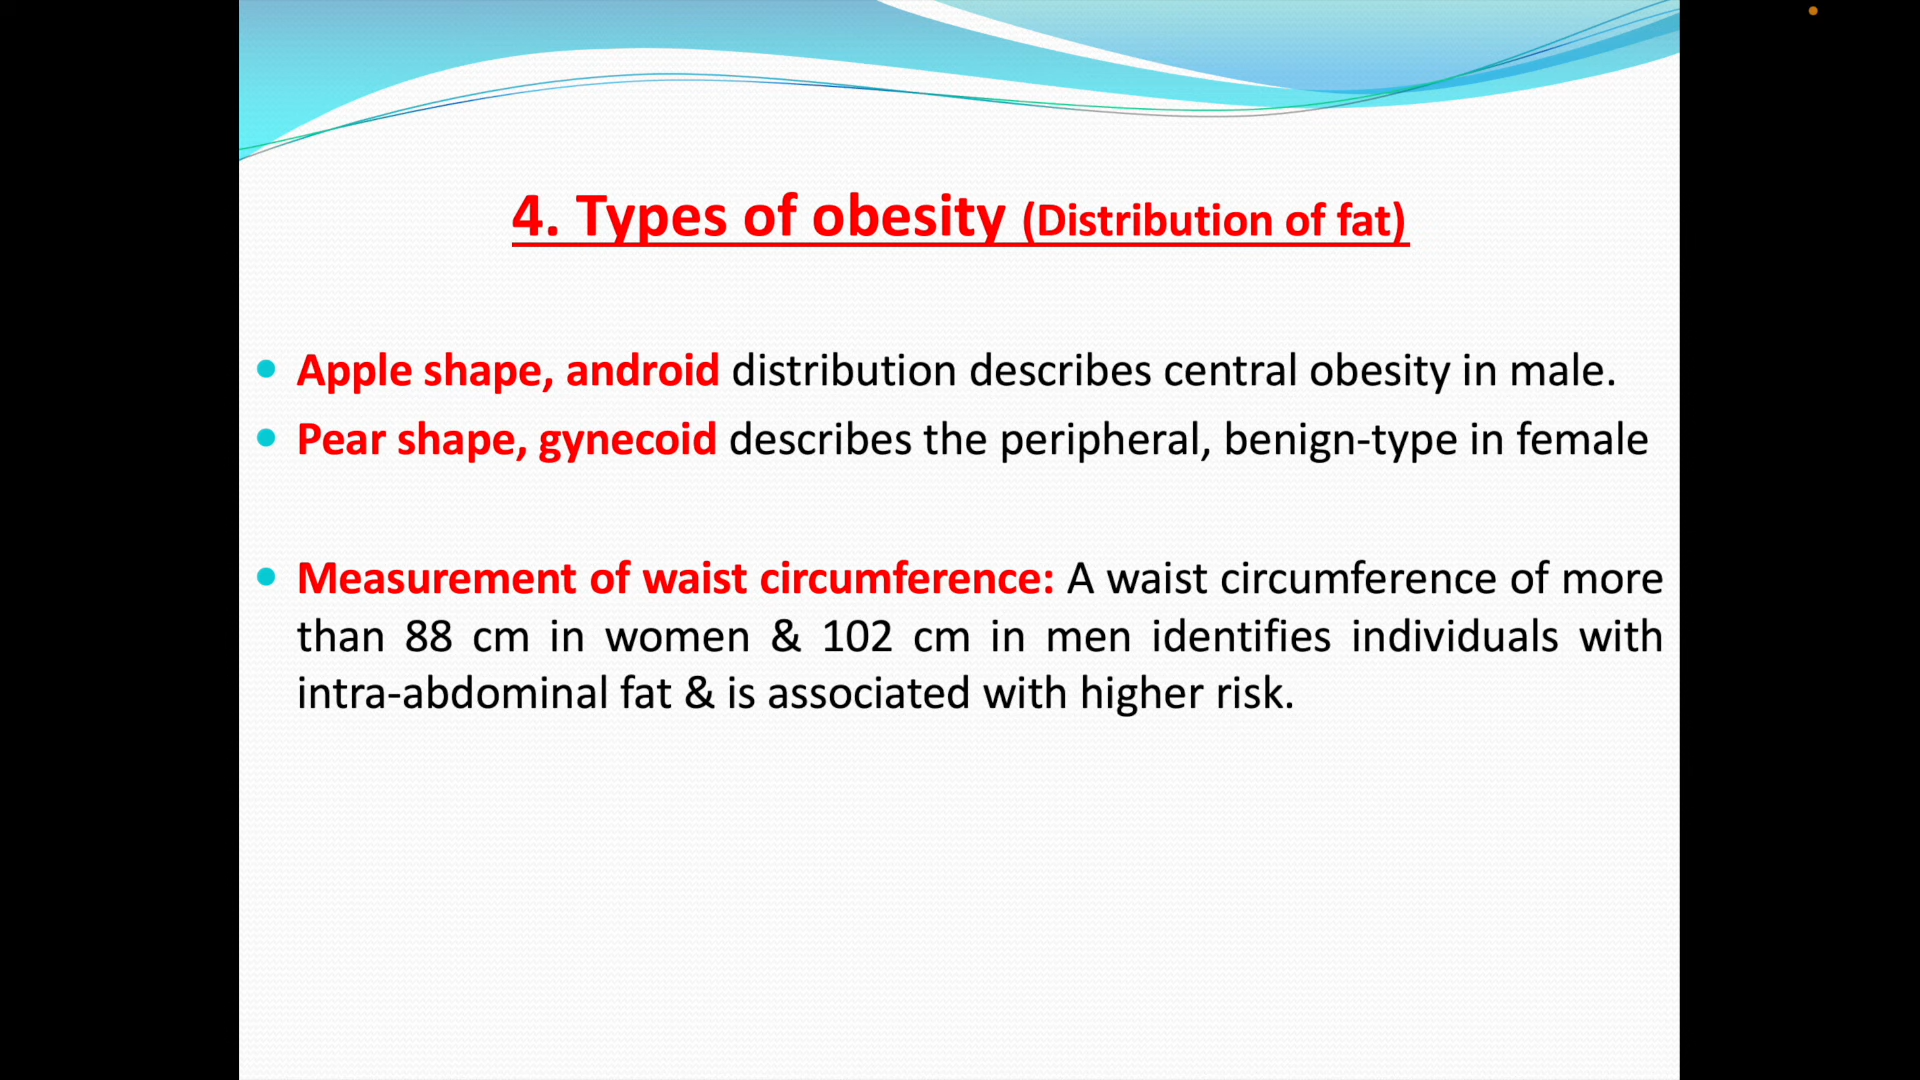 4. Types of obesity (Distribution of fat)
Apple shape, android distribution describes central obesity in male.
Pear shape, gynecoid describes the peripheral, benign-type in female
Measurement of waist circumference: A waist circumference of more
than 88 cm in women & 102 cm in men identifies individuals with
intra-abdominal fat & is associated with higher risk.